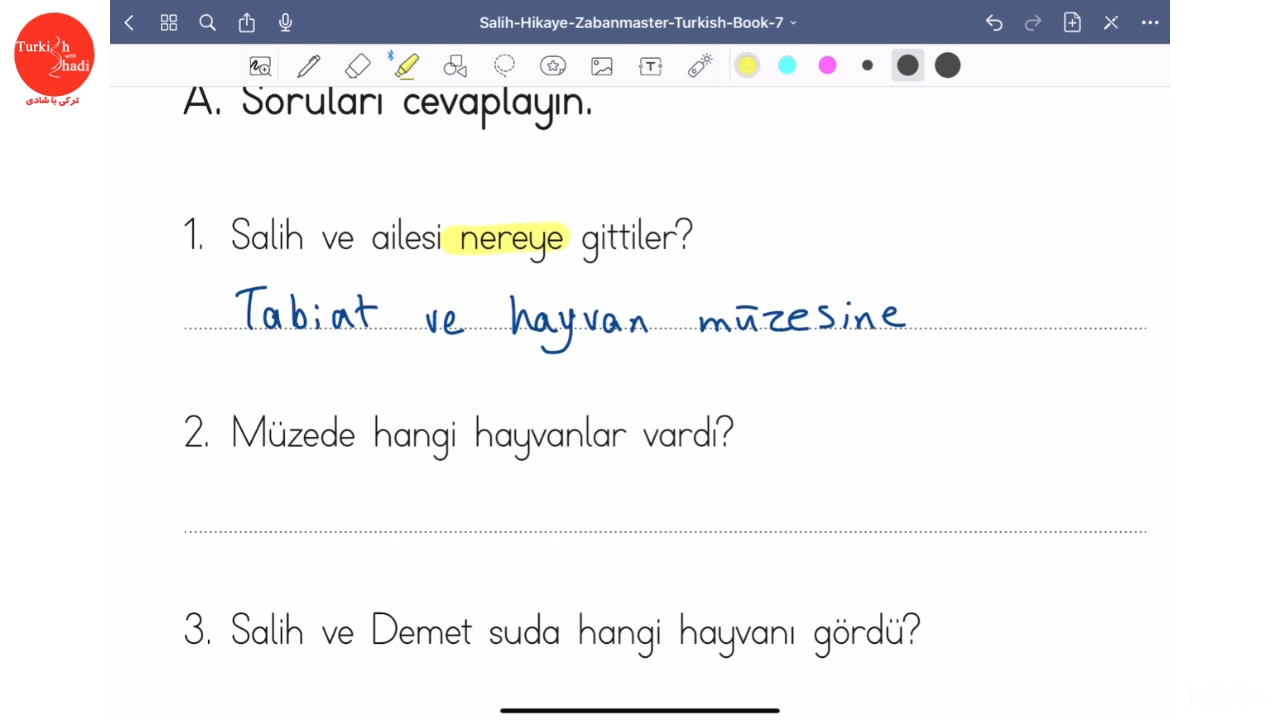 Salih-Hikaye-Zabanmaster-Turkish-Book-7
Turkish
with
Shadi
ترکی با شادی
A. Soruları cevaplayın.
1. Salih ve ailesi nereye gittiler?
Tabiat ve hayvan müzesine
2. Müzede hangi hayvanlar vardı?
3. Salih ve Demet suda hangi hayvanı gördü?